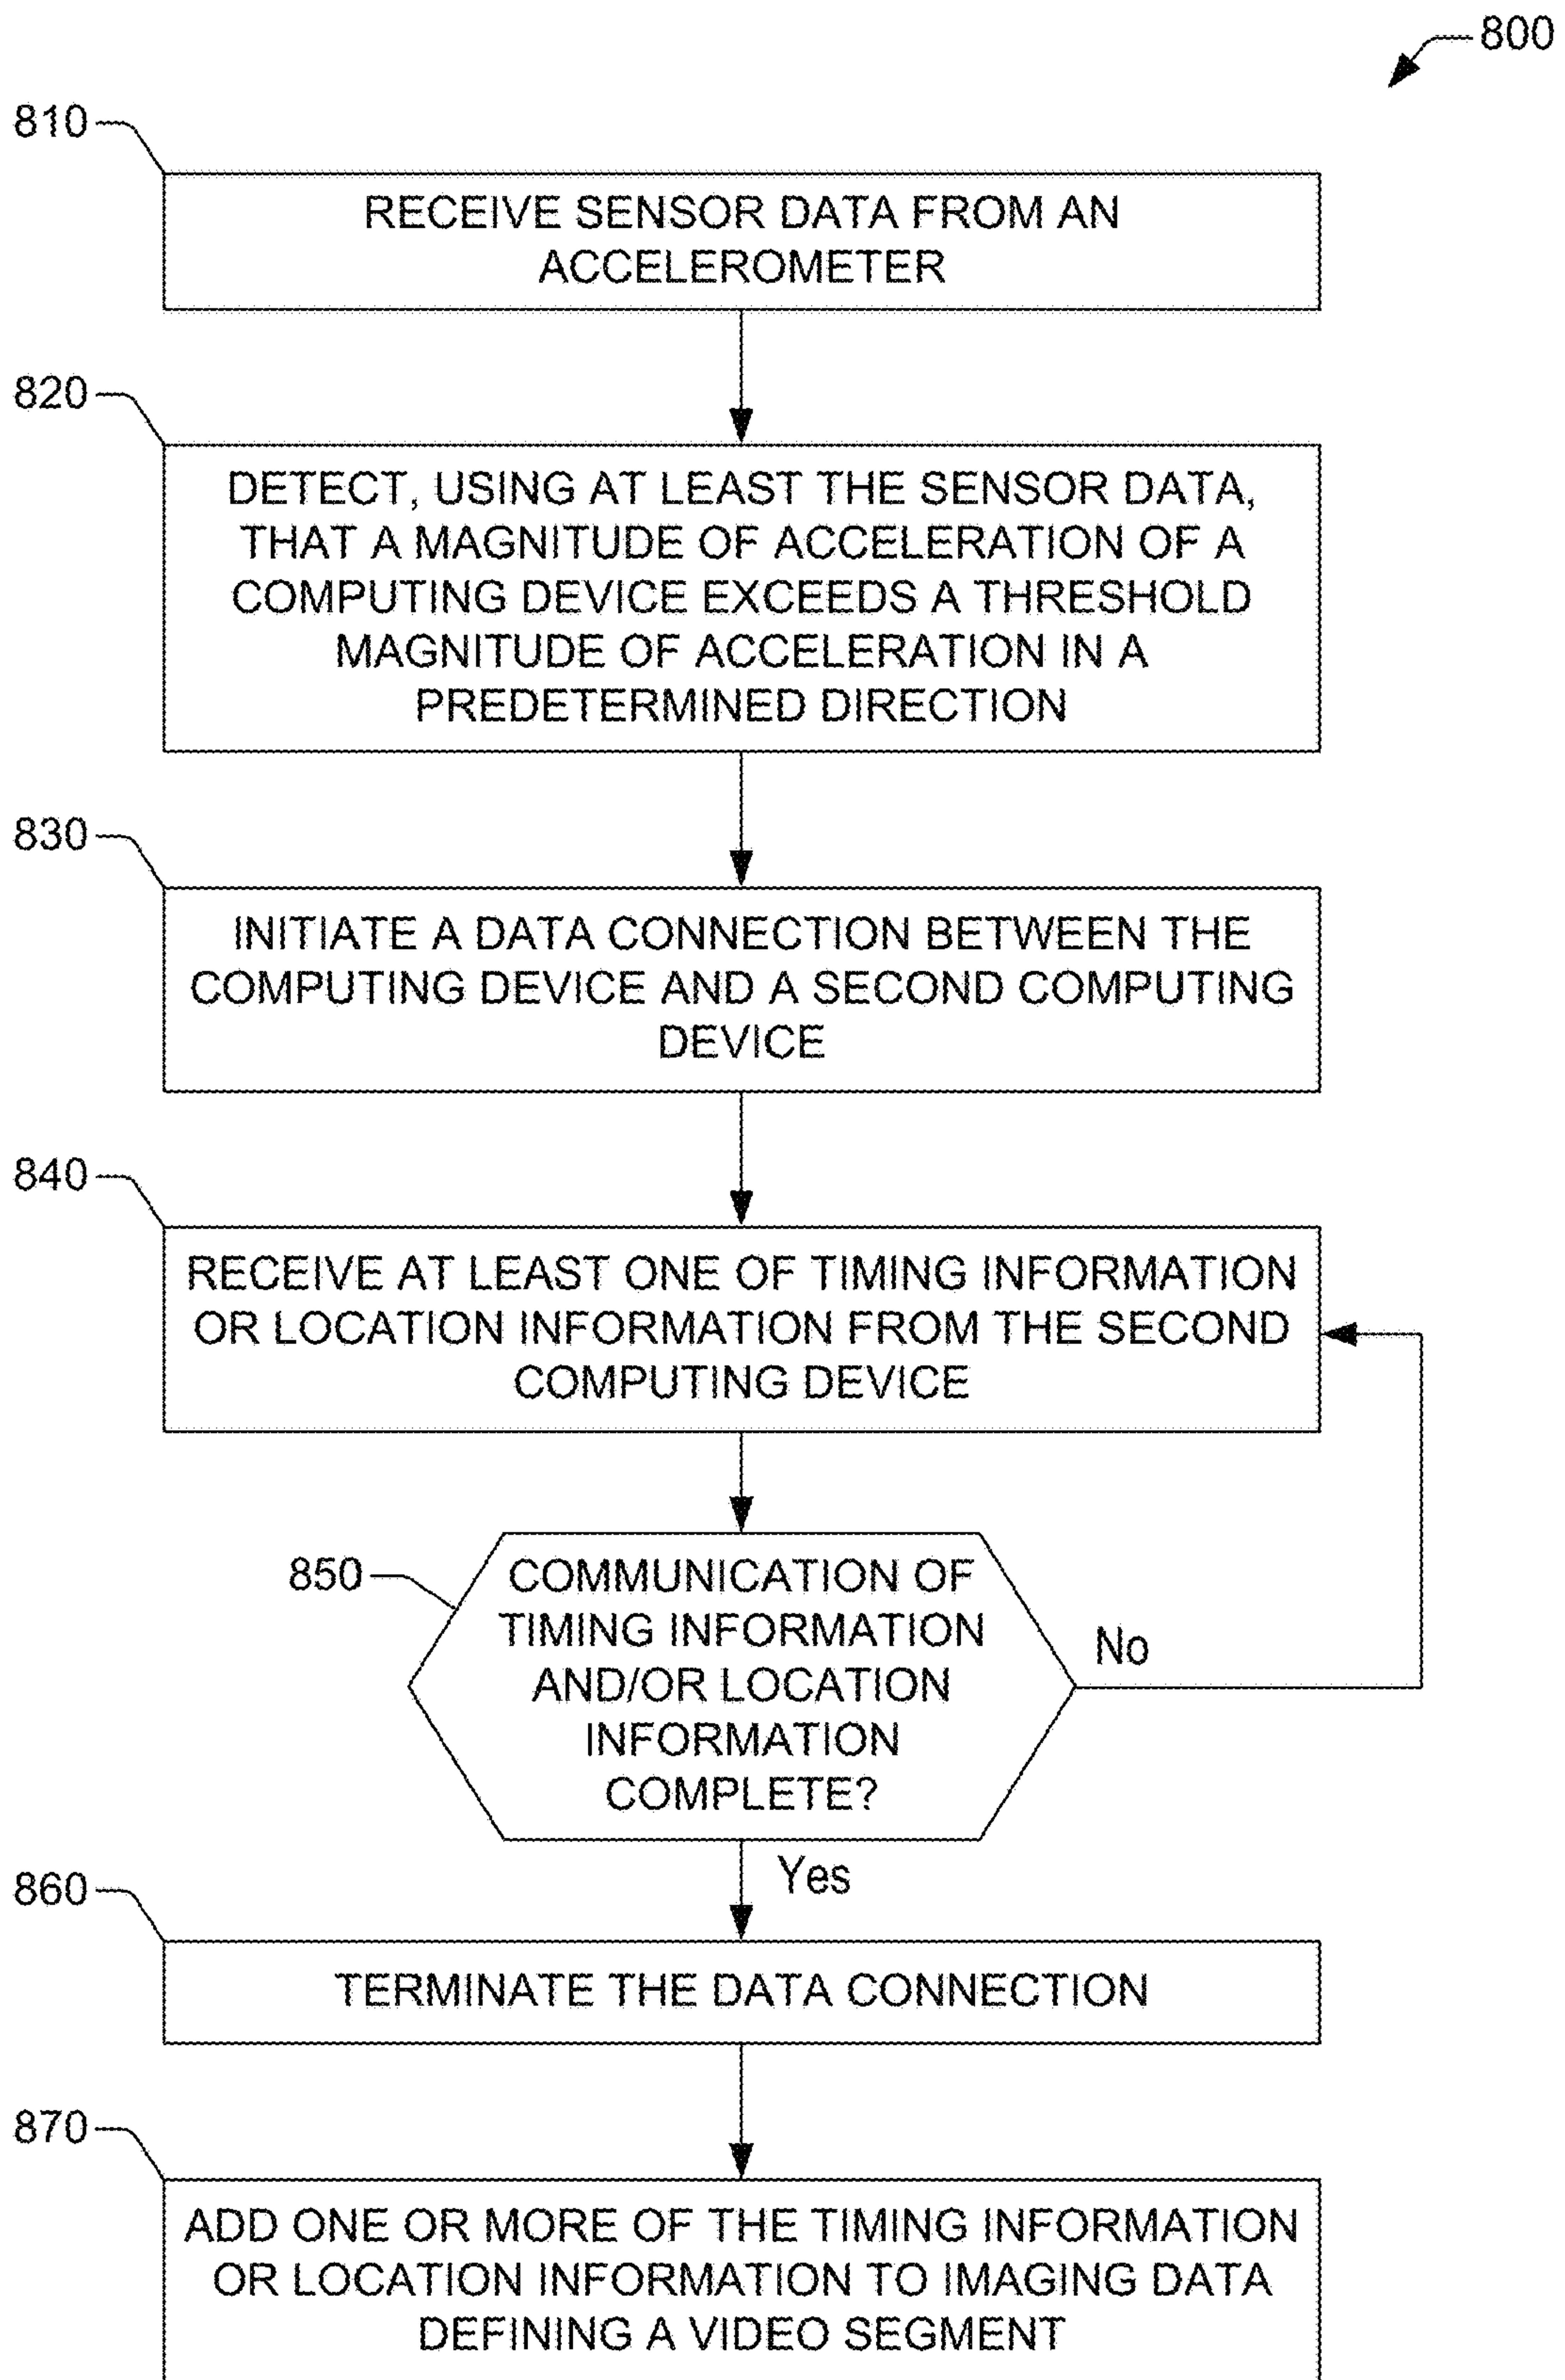 800
810
RECEIVE SENSOR DATA FROM AN
ACCELEROMETER
820
DETECT, USING AT LEAST THE SENSOR DATA,
THAT A MAGNITUDE OF ACCELERATION OF A
COMPUTING DEVICE EXCEEDS A THRESHOLD
MAGNITUDE OF ACCELERATION IN A
PREDETERMINED DIRECTION
830
INITIATE A DATA CONNECTION BETWEEN THE
COMPUTING DEVICE AND A SECOND COMPUTING
DEVICE
840
RECEIVE AT LEAST ONE OF TIMING INFORMATION
OR LOCATION INFORMATION FROM THE SECOND
COMPUTING DEVICE
850
COMMUNICATION OF
TIMING INFORMATION
AND/OR LOCATION
INFORMATION
COMPLETE?
No
Yes
860
TERMINATE THE DATA CONNECTION
870
ADD ONE OR MORE OF THE TIMING INFORMATION
OR LOCATION INFORMATION TO IMAGING DATA
DEFINING A VIDEO SEGMENT